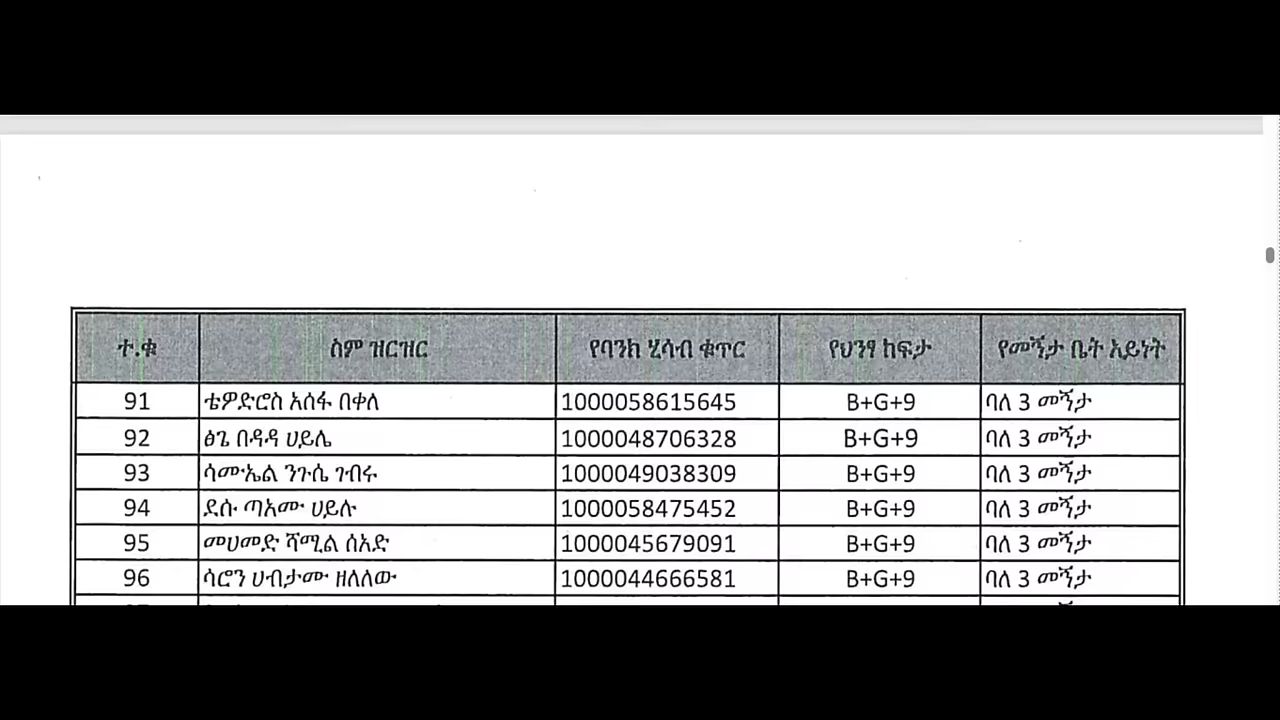 ተ.ቁ ስም ዝርዝር የባንክ ሂሳብ ቁጥር የህንፃ ከፍታ የመኝታ ቤት አይነት
91 ቴዎድሮስ አሰፋ በቀለ 1000058615645 B+G+9 ባለ 3 መኝታ
92 ፅጌ በዳዳ ሀይሌ 1000048706328 B+G+9 ባለ 3 መኝታ
93 ሳሙኤል ንጉሴ ገብሩ 1000049038309 B+G+9 ባለ 3 መኝታ
94 ደሱ ጣአሙ ሀይሉ 1000058475452 B+G+9 ባለ 3 መኝታ
95 መሀመድ ሻሚል ሰአድ 1000045679091 B+G+9 ባለ 3 መኝታ
96 ሳሮን ሀብታሙ ዘለለው 1000044666581 B+G+9 ባለ 3 መኝታ